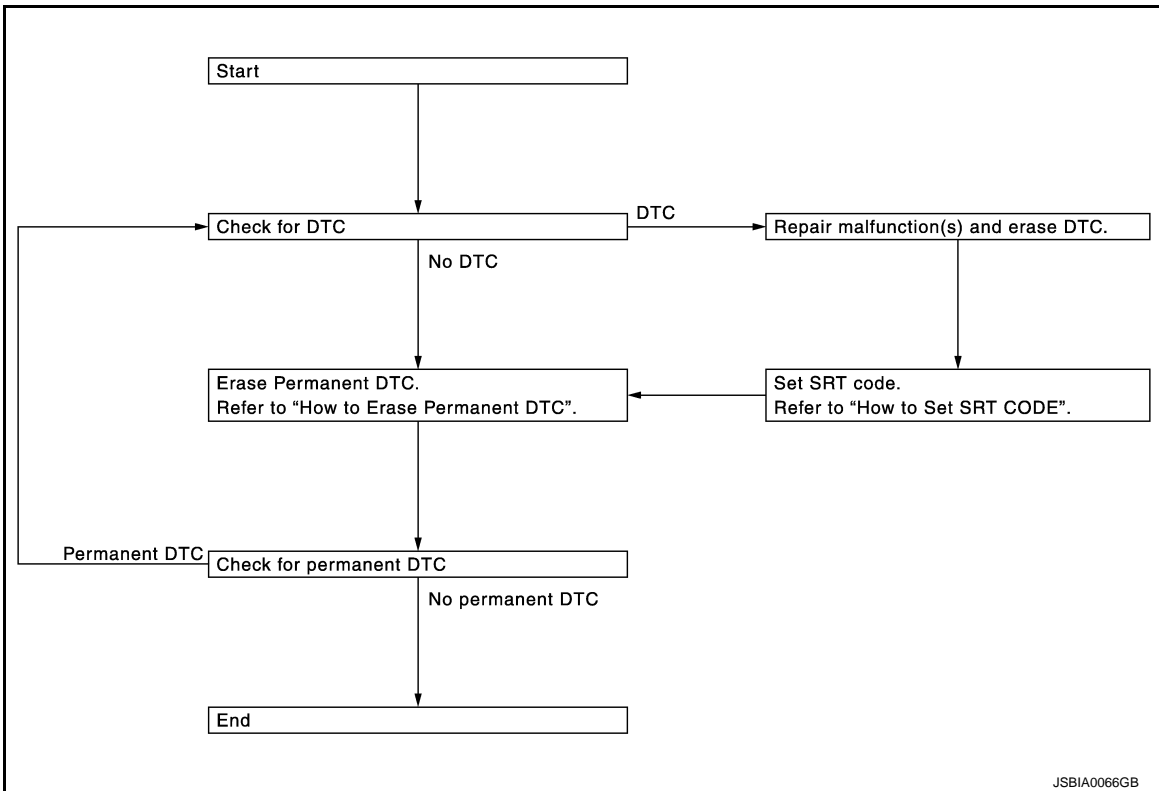 Start
Check for DTC
DTC
Repair malfunction(s) and erase DTC.
No DTC
Erase Permanent DTC.
Refer to “How to Erase Permanent DTC”.
Set SRT code.
Refer to “How to Set SRT CODE”.
Permanent DTC
Check for permanent DTC
No permanent DTC
End
JSBIA0066GB